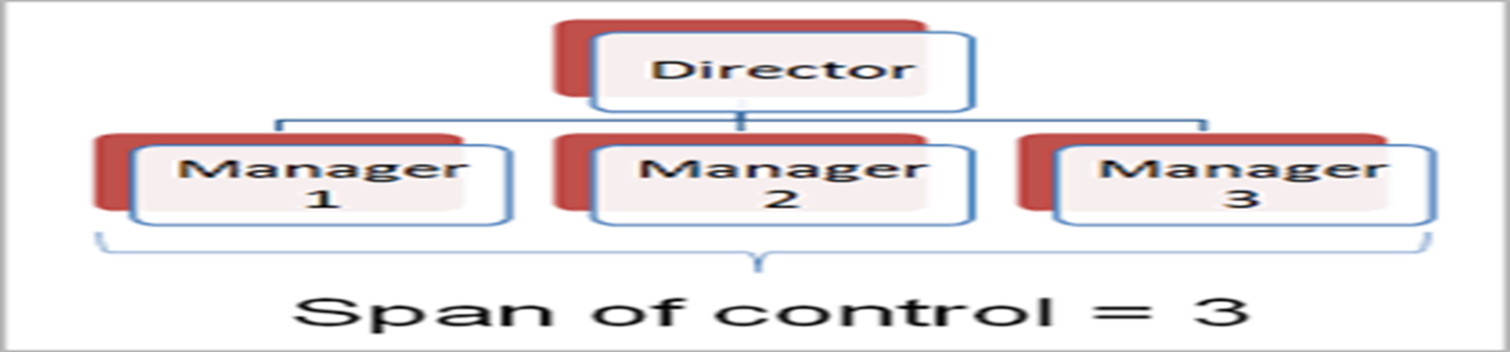 Director
Manager
1
Manager
2
Manager
3
Span of control = 3